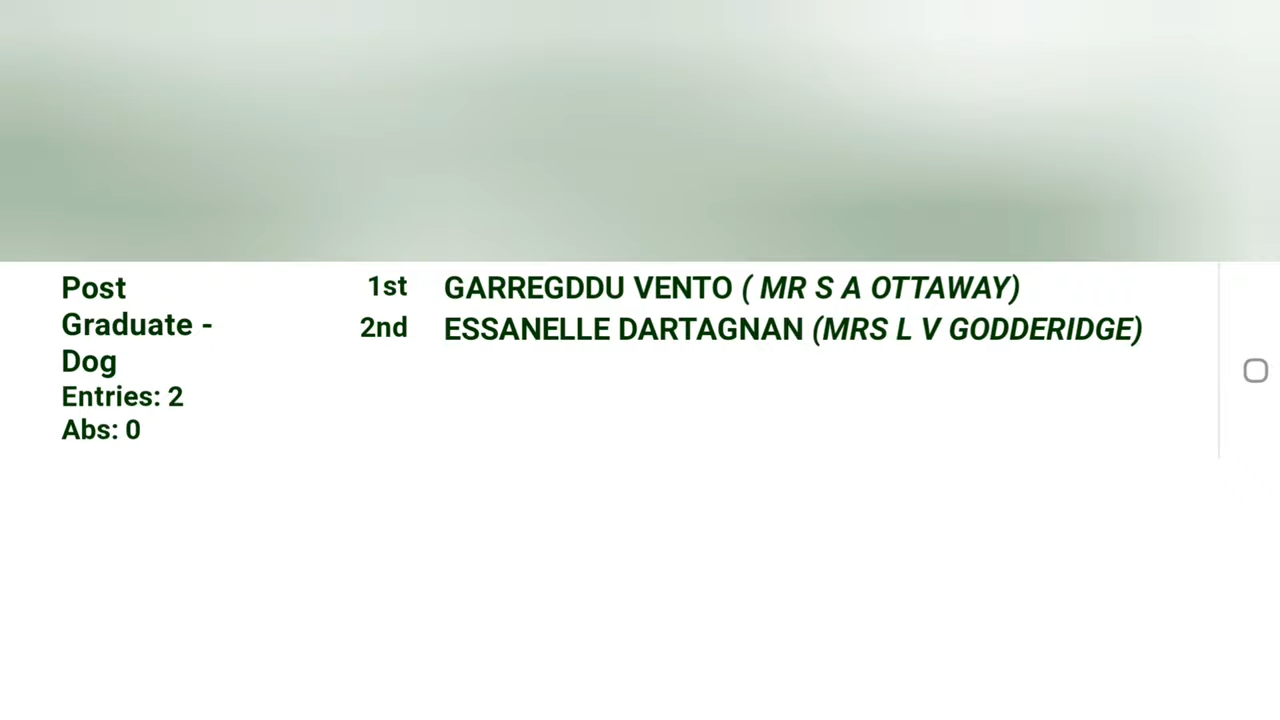 Post
Graduate -
Dog
Entries: 2
Abs: 0
1st GARREGDDU VENTO ( MR S A OTTAWAY)
2nd ESSANELLE DARTAGNAN (MRS L V GODDERIDGE)